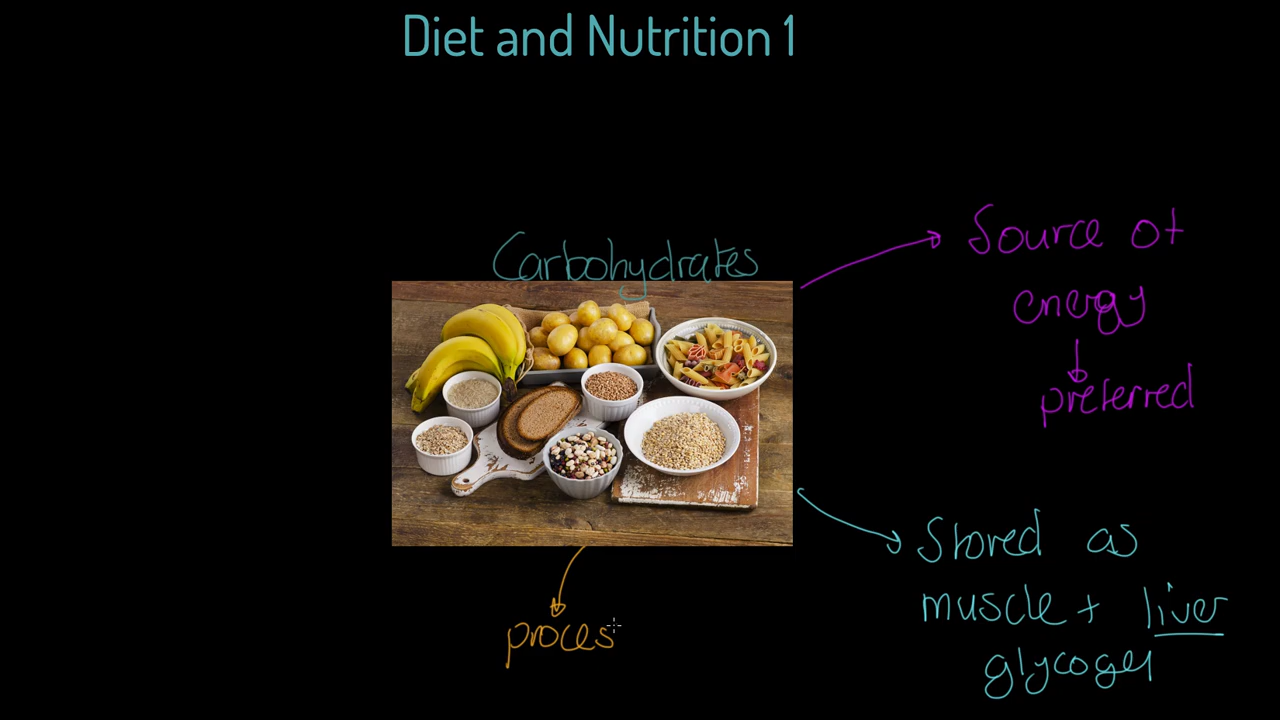 Diet and Nutrition 1
Carbohydrates
Source of
energy
preferred
Stored as
muscle + liver
glycogen
proces